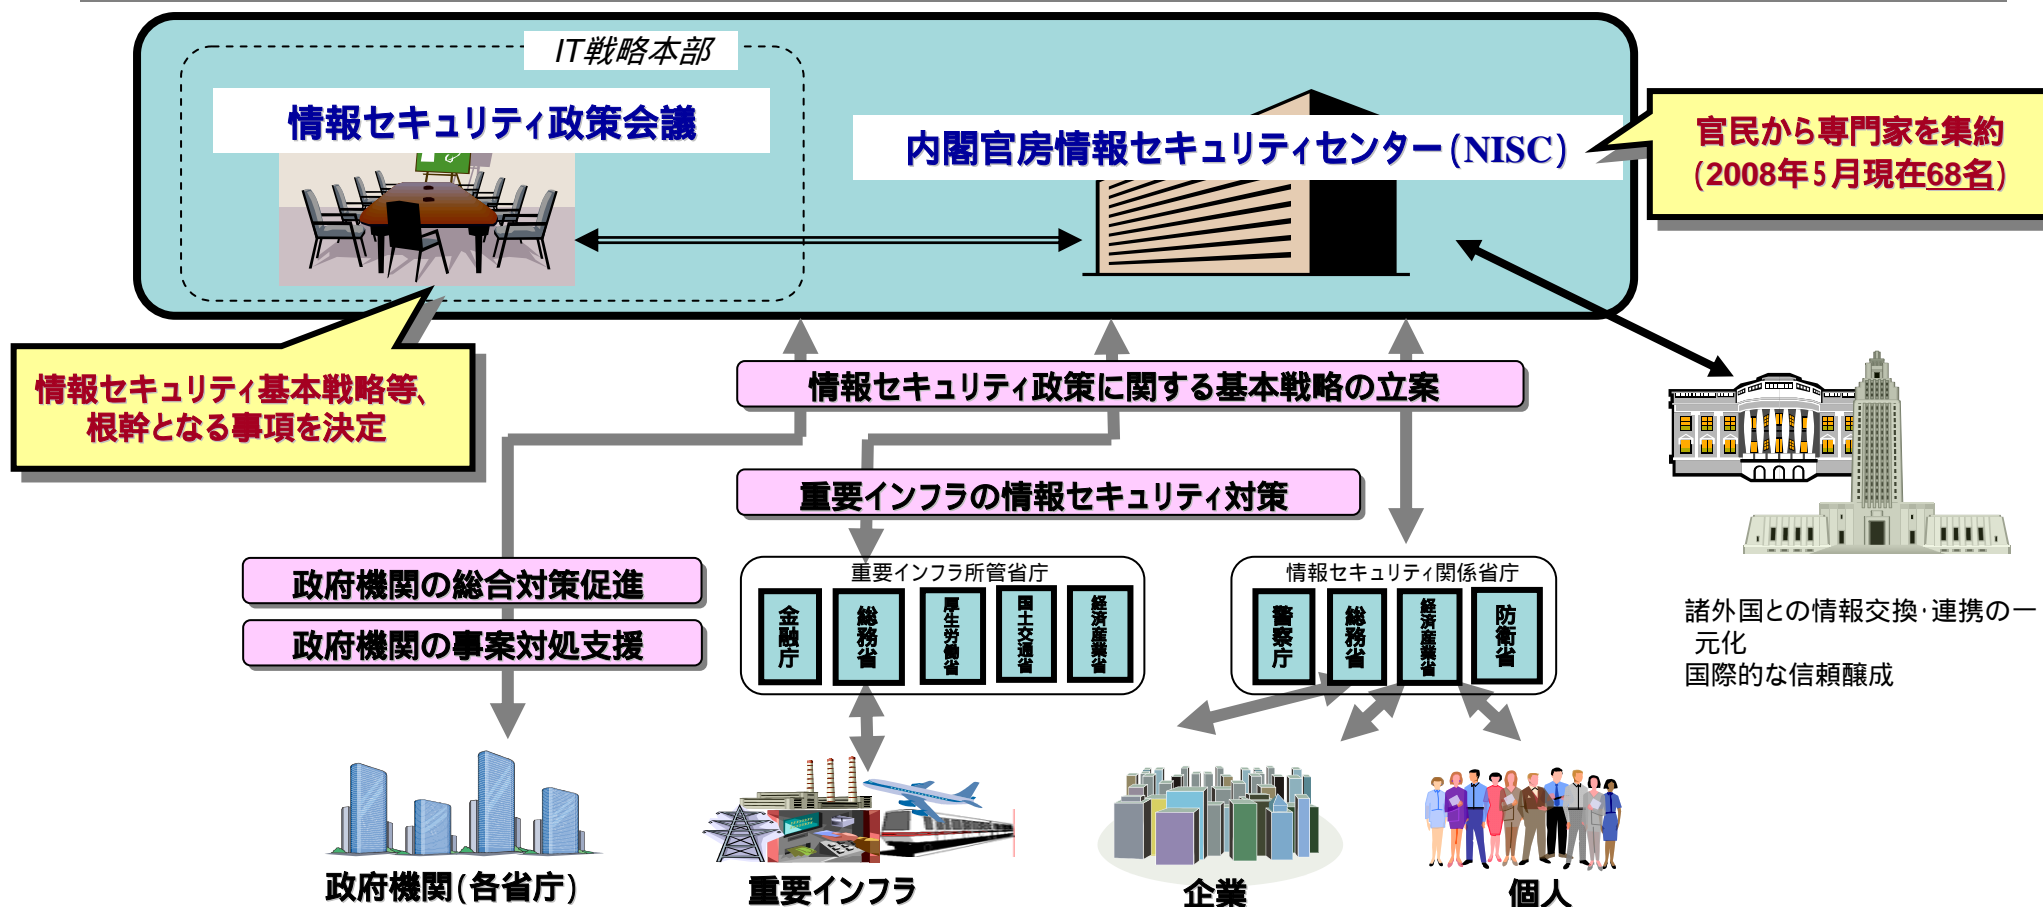 IT戦略本部
情報セキュリティ政策会議
内閣官房情報セキュリティセンター(NISC)
官民から専門家を集約
(2008年5月現在68名)
情報セキュリティ基本戦略等、
根幹となる事項を決定
情報セキュリティ政策に関する基本戦略の立案
重要インフラの情報セキュリティ対策
政府機関の総合対策促進
政府機関の事案対処支援
重要インフラ所管省庁
金融庁
総務省
厚生労働省
国土交通省
経済産業省
情報セキュリティ関係省庁
警察庁
総務省
経済産業省
防衛省
諸外国との情報交換・連携の一
元化
国際的な信頼醸成
政府機関(各省庁)
重要インフラ
企業
個人